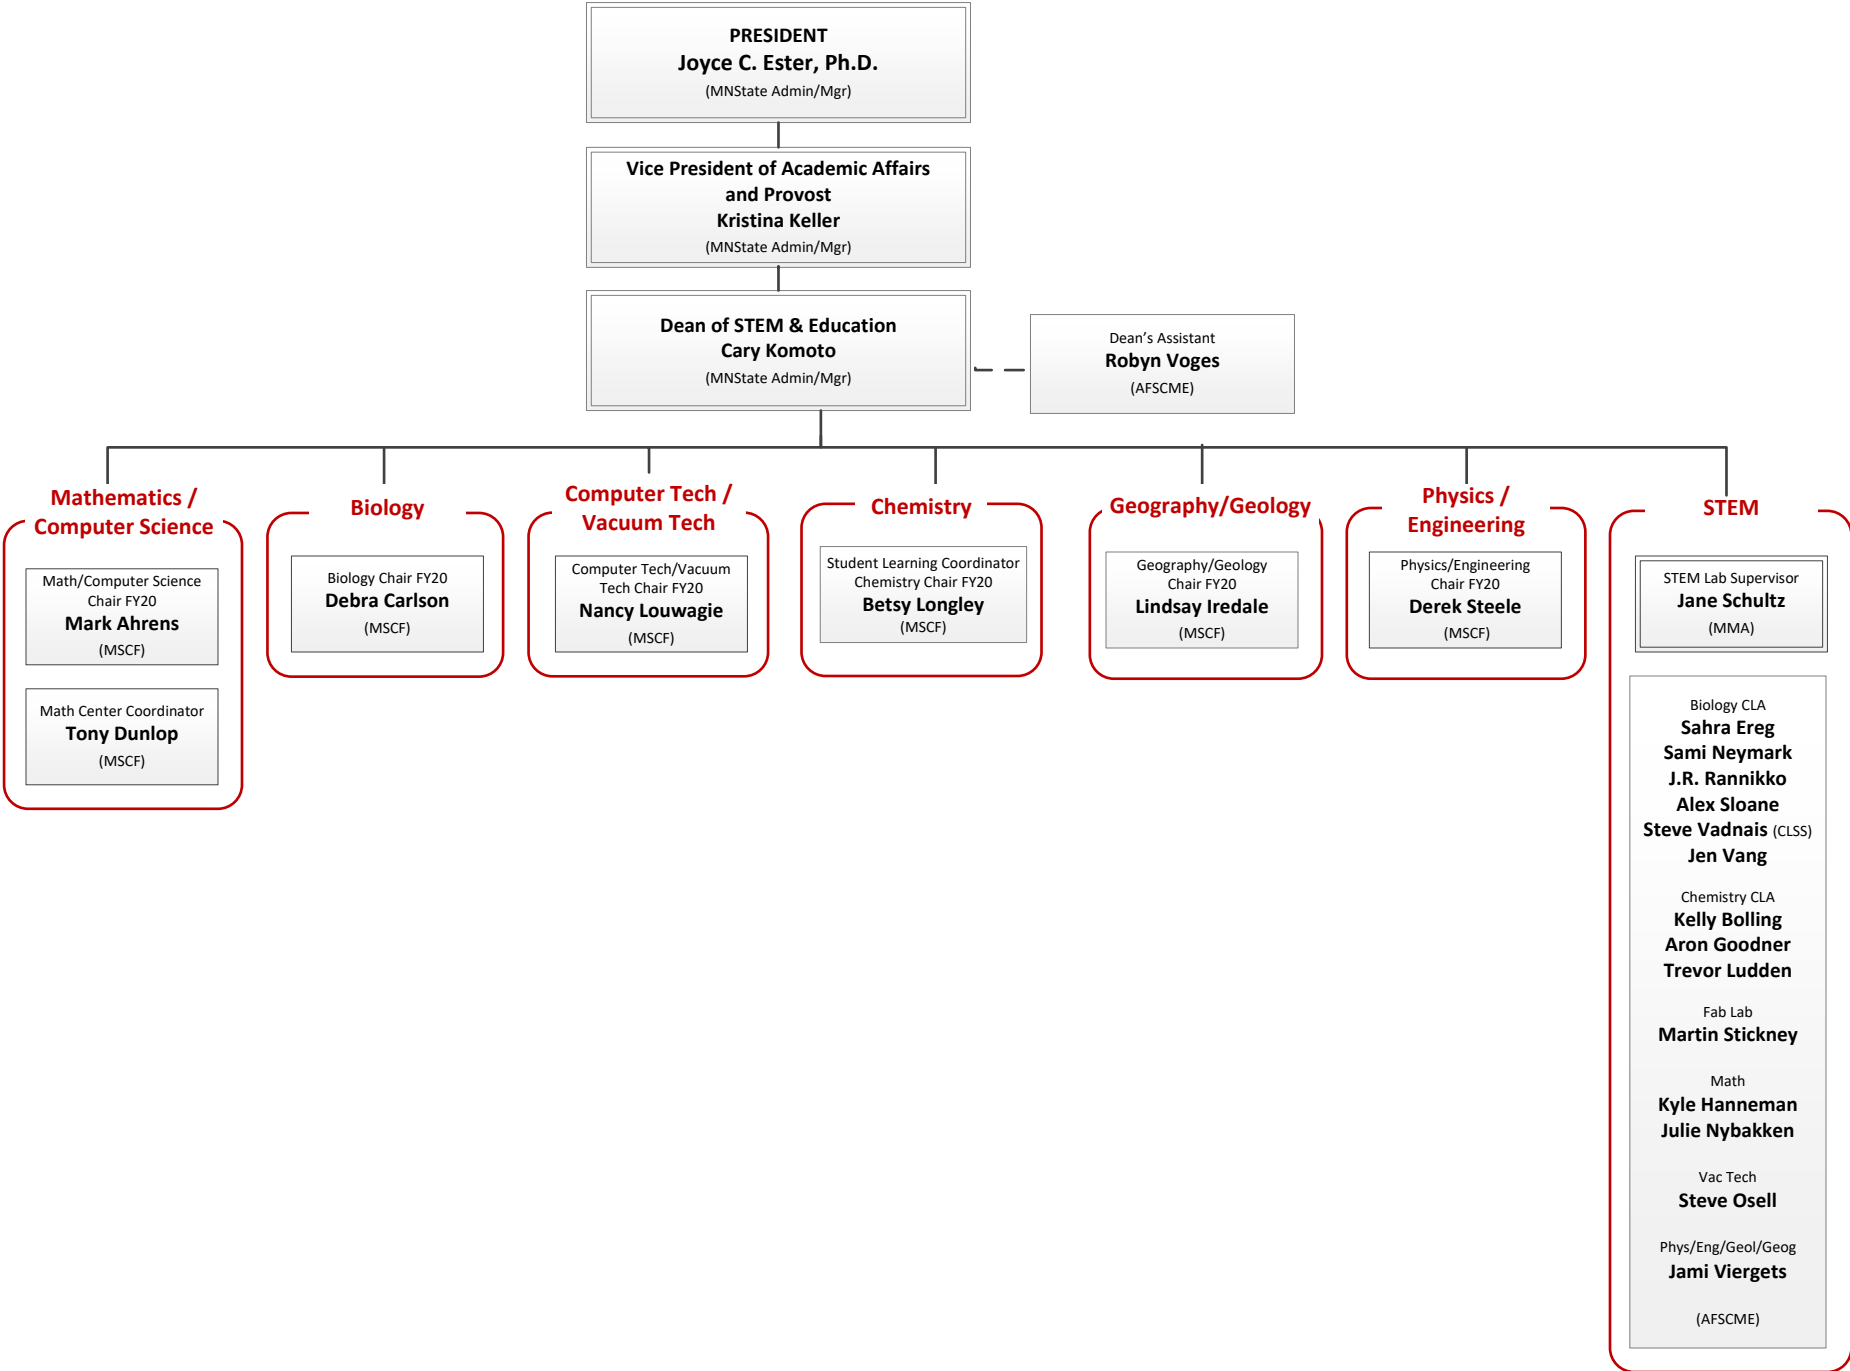 PRESIDENT
Joyce C. Ester, Ph.D.
(MNState Admin/Mgr)
Vice President of Academic Affairs
and Provost
Kristina Keller
(MNState Admin/Mgr)
Dean of STEM & Education
Cary Komoto
(MNState Admin/Mgr)
Dean's Assistant
Robyn Voges
(AFSCME)
Mathematics /
Computer Science
Math/Computer Science
Chair FY20
Mark Ahrens
(MSCF)
Math Center Coordinator
Tony Dunlop
(MSCF)
Biology
Biology Chair FY20
Debra Carlson
(MSCF)
Computer Tech /
Vacuum Tech
Computer Tech/Vacuum
Tech Chair FY20
Nancy Louwagie
(MSCF)
Chemistry
Student Learning Coordinator
Chemistry Chair FY20
Betsy Longley
(MSCF)
Geography/Geology
Geography/Geology
Chair FY20
Lindsay Iredale
(MSCF)
Physics /
Engineering
Physics/Engineering
Chair FY20
Derek Steele
(MSCF)
STEM
STEM Lab Supervisor
Jane Schultz
(MMA)
Biology CLA
Sahra Ereg
Sami Neymark
J.R. Rannikko
Alex Sloane
Steve Vadnais (CLSS)
Jen Vang
Chemistry CLA
Kelly Bolling
Aron Goodner
Trevor Ludden
Fab Lab
Martin Stickney
Math
Kyle Hanneman
Julie Nybakken
Vac Tech
Steve Osell
Phys/Eng/Geol/Geog
Jami Viergets
(AFSCME)